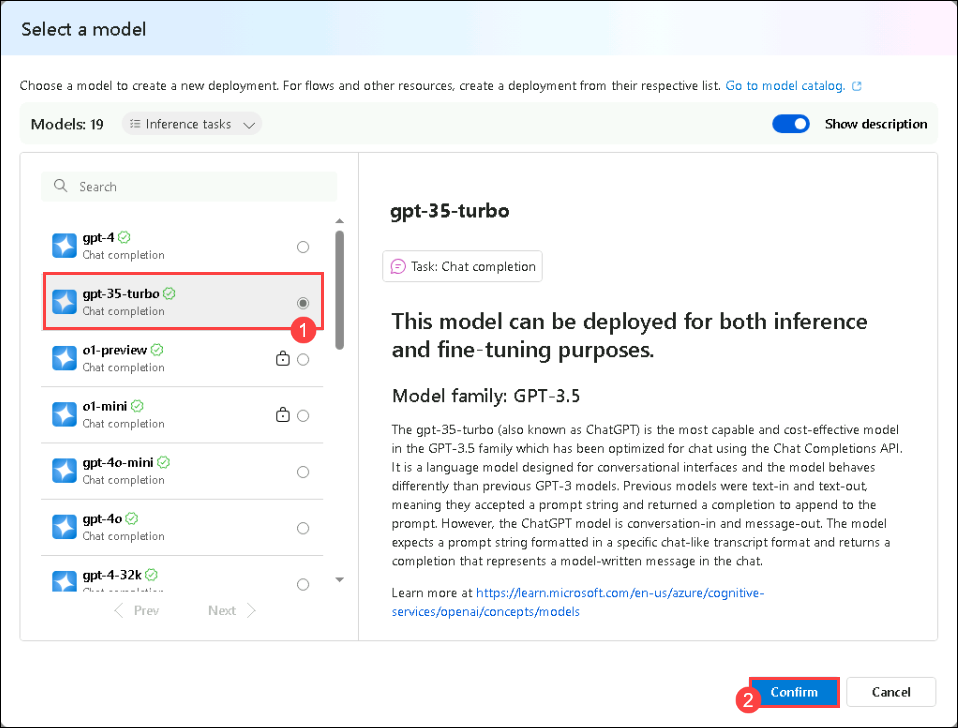 Select a model
Choose a model to create a new deployment. For flows and other resources, create a deployment from their respective list. Go to model catalog.
Models: 19
Inference tasks
Show description
Search
gpt-4
Chat completion
gpt-35-turbo
Chat completion
1
o1-preview
Chat completion
o1-mini
Chat completion
gpt-4o-mini
Chat completion
gpt-4o
Chat completion
gpt-4-32k
Chat completion
Prev
Next
gpt-35-turbo
Task: Chat completion
This model can be deployed for both inference
and fine-tuning purposes.
Model family: GPT-3.5
The gpt-35-turbo (also known as ChatGPT) is the most capable and cost-effective model
in the GPT-3.5 family which has been optimized for chat using the Chat Completions API.
It is a language model designed for conversational interfaces and the model behaves
differently than previous GPT-3 models. Previous models were text-in and text-out,
meaning they accepted a prompt string and returned a completion to append to the
prompt. However, the ChatGPT model is conversation-in and message-out. The model
expects a prompt string formatted in a specific chat-like transcript format and returns a
completion that represents a model-written message in the chat.
Learn more at https://learn.microsoft.com/en-us/azure/cognitive-
services/openai/concepts/models
2
Confirm
Cancel